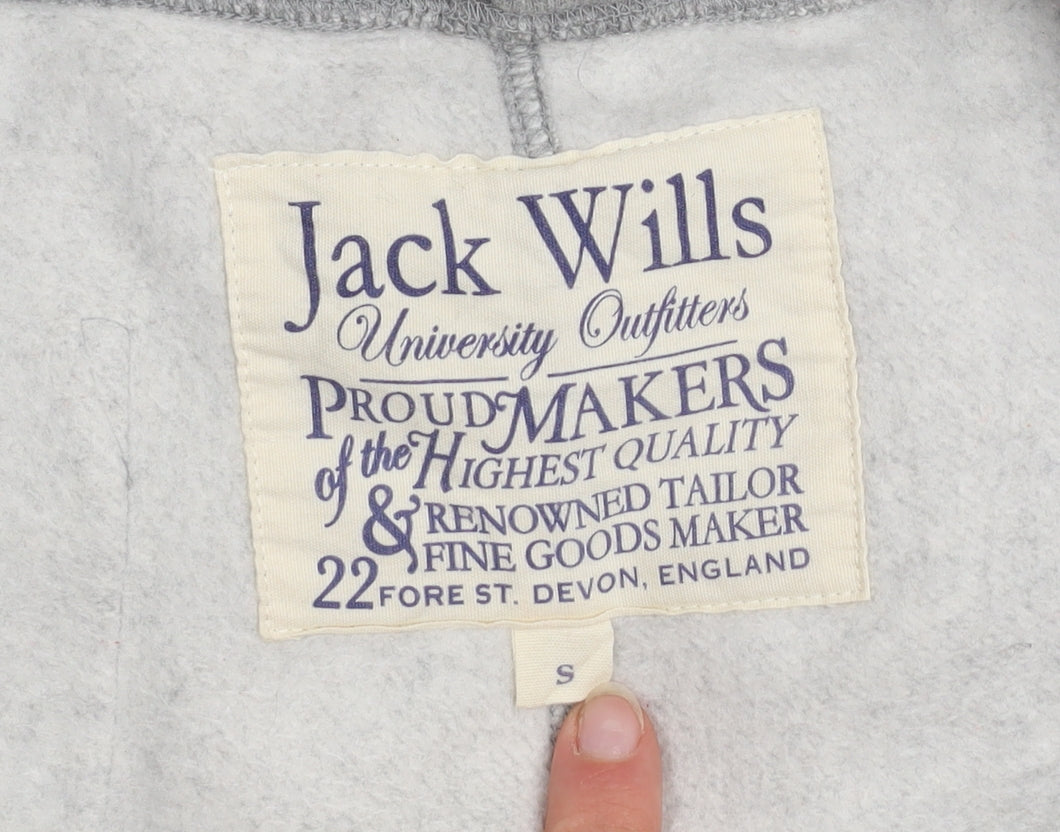 Jack Wills
University Outfitters
PROUD MAKERS
of the HIGHEST QUALITY
& RENOWNED TAILOR
FINE GOODS MAKER
22 FORE ST. DEVON, ENGLAND
S